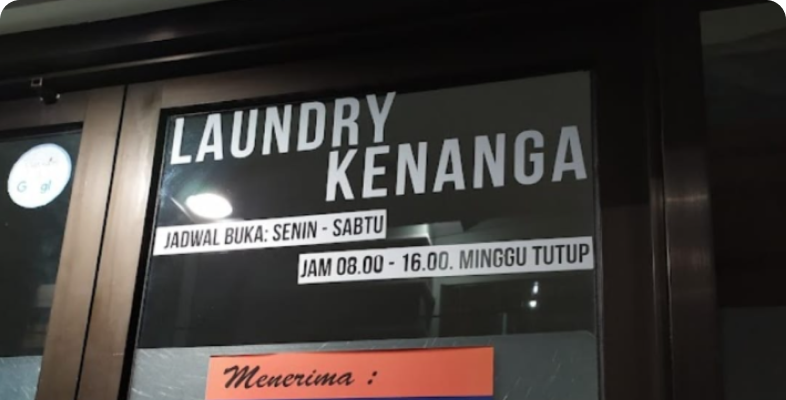 LAUNDRY
KENANGA
JADWAL BUKA: SENIN - SABTU
JAM 08.00 - 16.00. MINGGU TUTUP
Menerima :